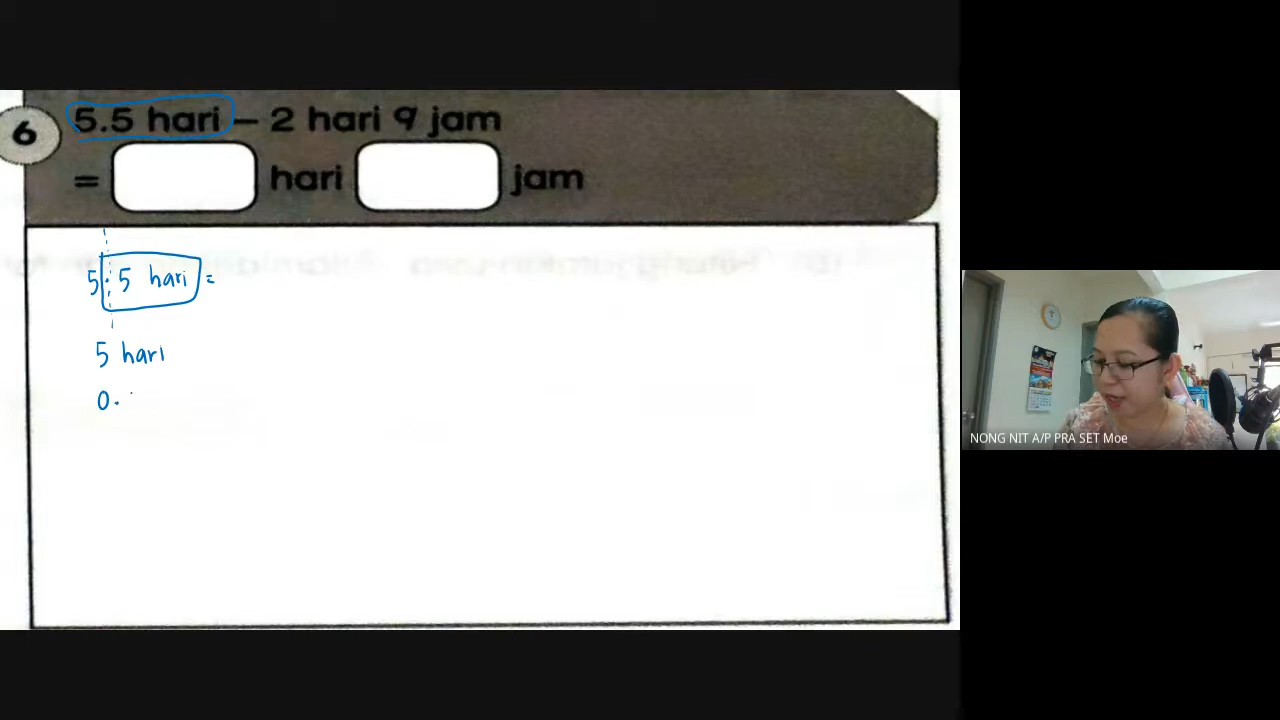 6
5.5 hari – 2 hari 9 jam
= hari jam
5.5 hari =
5 hari
0.
NONG NIT A/P PRA SET Moe